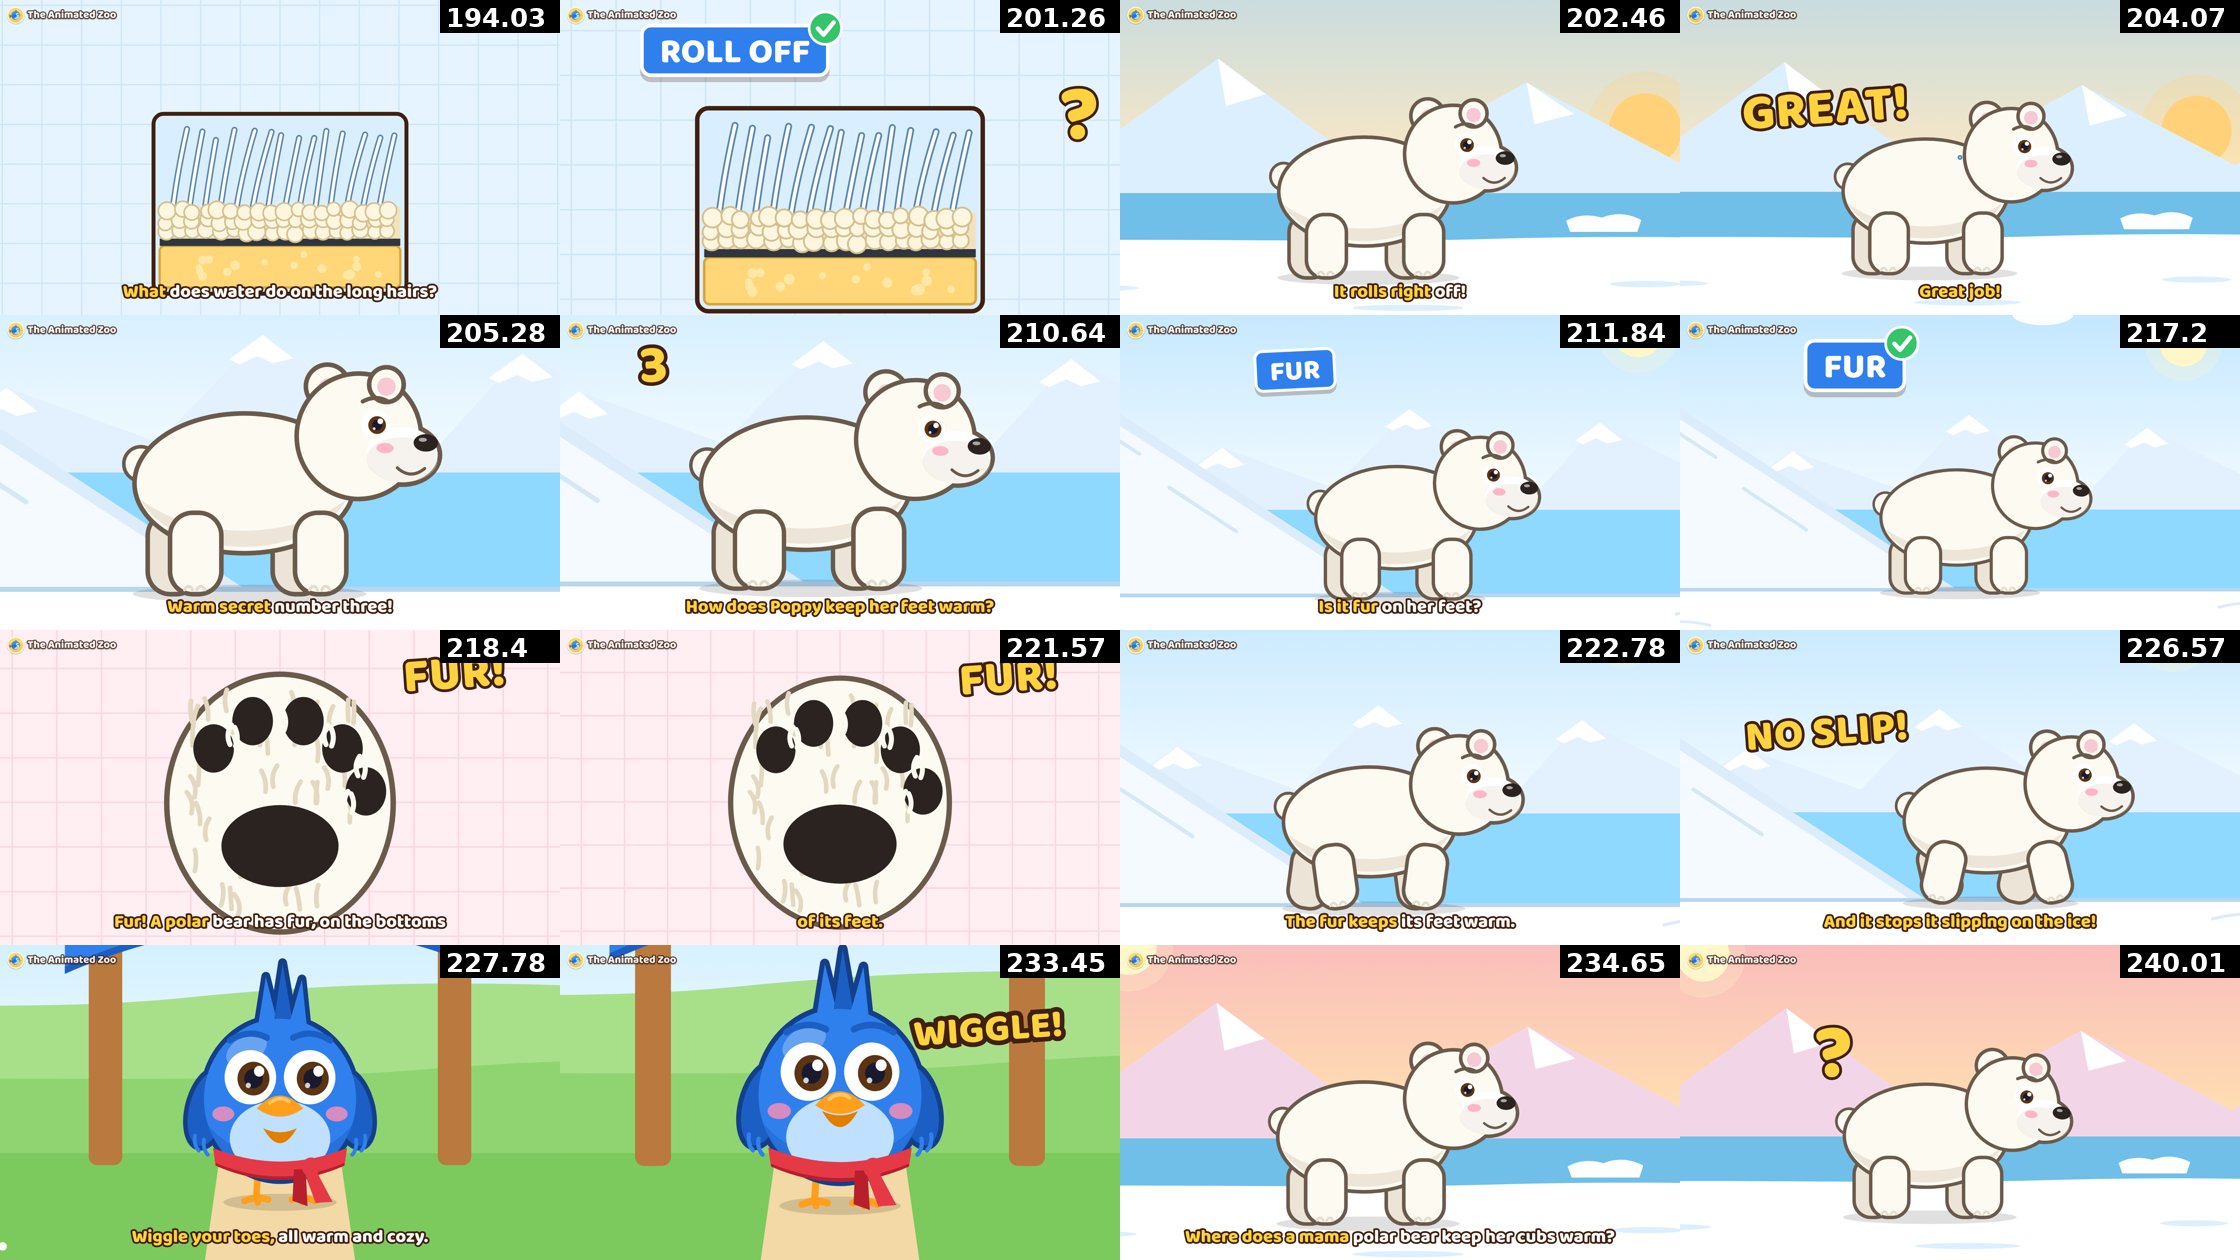 The Animated Zoo
194.03
What does water do on the long hairs?
The Animated Zoo
201.26
ROLL OFF
?
The Animated Zoo
202.46
It rolls right off!
The Animated Zoo
204.07
GREAT!
Great job!
The Animated Zoo
205.28
Warm secret number three!
The Animated Zoo
210.64
3
How does Poppy keep her feet warm?
The Animated Zoo
211.84
FUR
Is it fur on her feet?
The Animated Zoo
217.2
FUR
The Animated Zoo
218.4
FUR!
Fur! A polar bear has fur, on the bottoms
The Animated Zoo
221.57
FUR!
of its feet.
The Animated Zoo
222.78
The fur keeps its feet warm.
The Animated Zoo
226.57
NO SLIP!
And it stops it slipping on the ice!
The Animated Zoo
227.78
Wiggle your toes, all warm and cozy.
The Animated Zoo
233.45
WIGGLE!
The Animated Zoo
234.65
Where does a mama polar bear keep her cubs warm?
The Animated Zoo
240.01
?